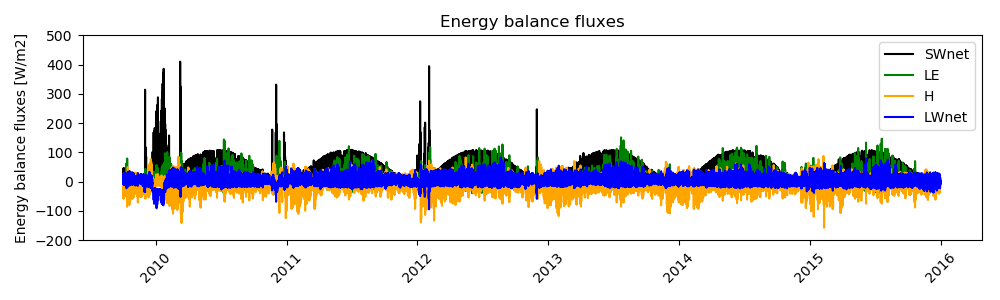 Energy balance fluxes
Energy balance fluxes [W/m2]
500
400
300
200
100
0
−100
−200
2010
2011
2012
2013
2014
2015
2016
SWnet
LE
H
LWnet